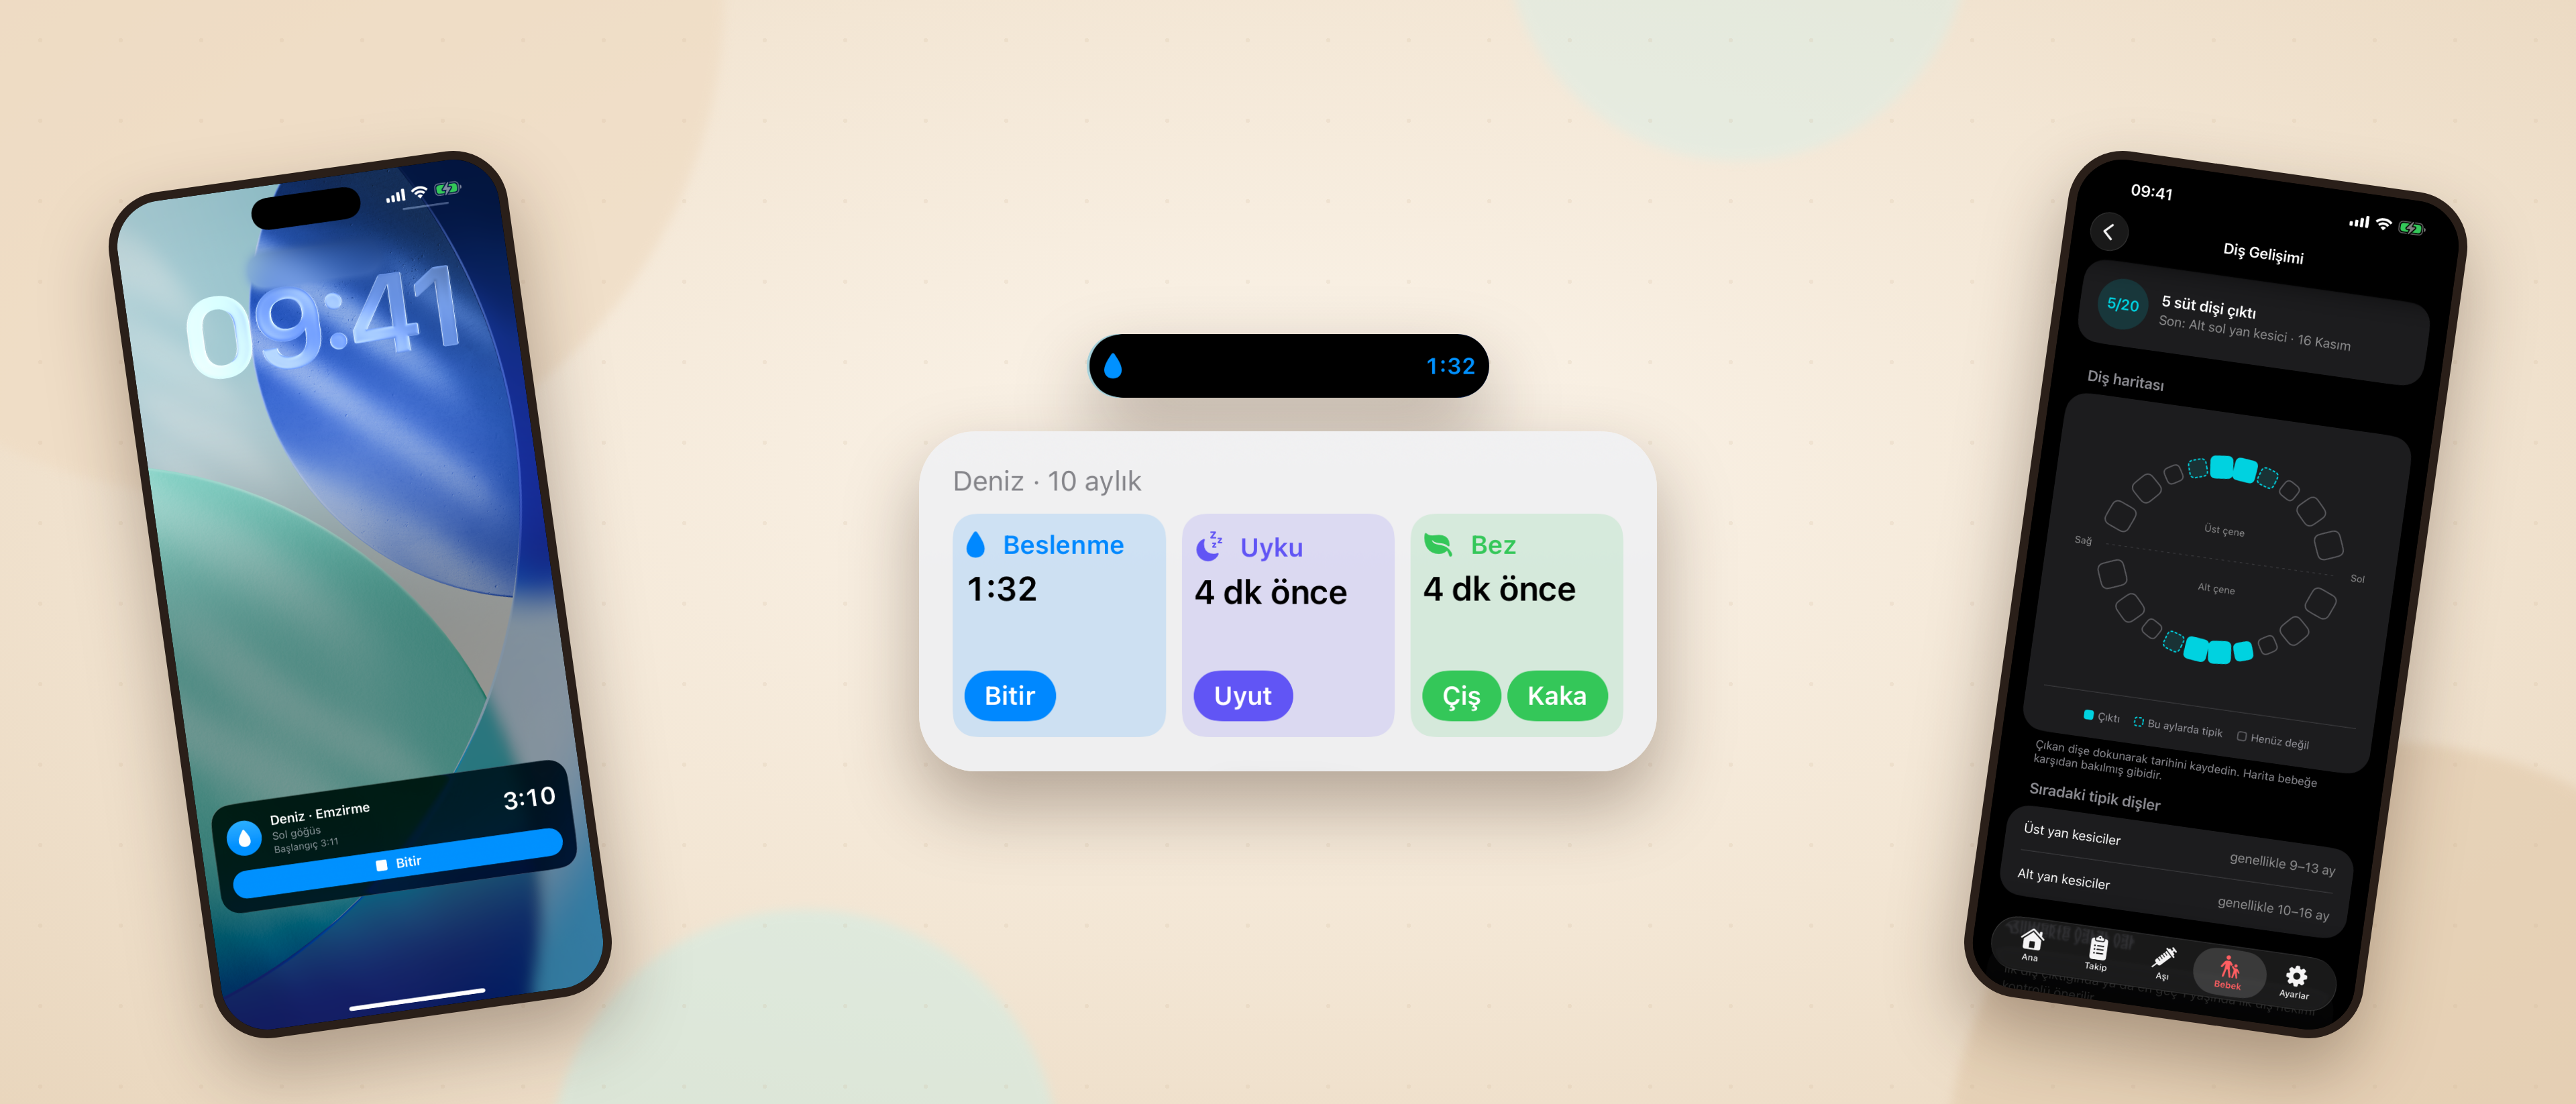 09:41
Deniz · Emzirme
3:10
Sol göğüs
Başlangıç 3:11
Bitir
1:32
Deniz · 10 aylık
Beslenme
1:32
Bitir
Uyku
4 dk önce
Uyut
Bez
4 dk önce
Çiş
Kaka
09:41
Diş Gelişimi
5/20
5 süt dişi çıktı
Son: Alt sol yan kesici · 16 Kasım
Diş haritası
Üst çene
Sağ
Sol
Alt çene
Çıktı
Bu aylarda tipik
Henüz değil
Çıkan dişe dokunarak tarihini kaydedin. Harita bebeğe
karşıdan bakılmış gibidir.
Sıradaki tipik dişler
Üst yan kesiciler
genellikle 9–13 ay
Alt yan kesiciler
genellikle 10–16 ay
Ana
Takip
Aşı
Bebek
Ayarlar